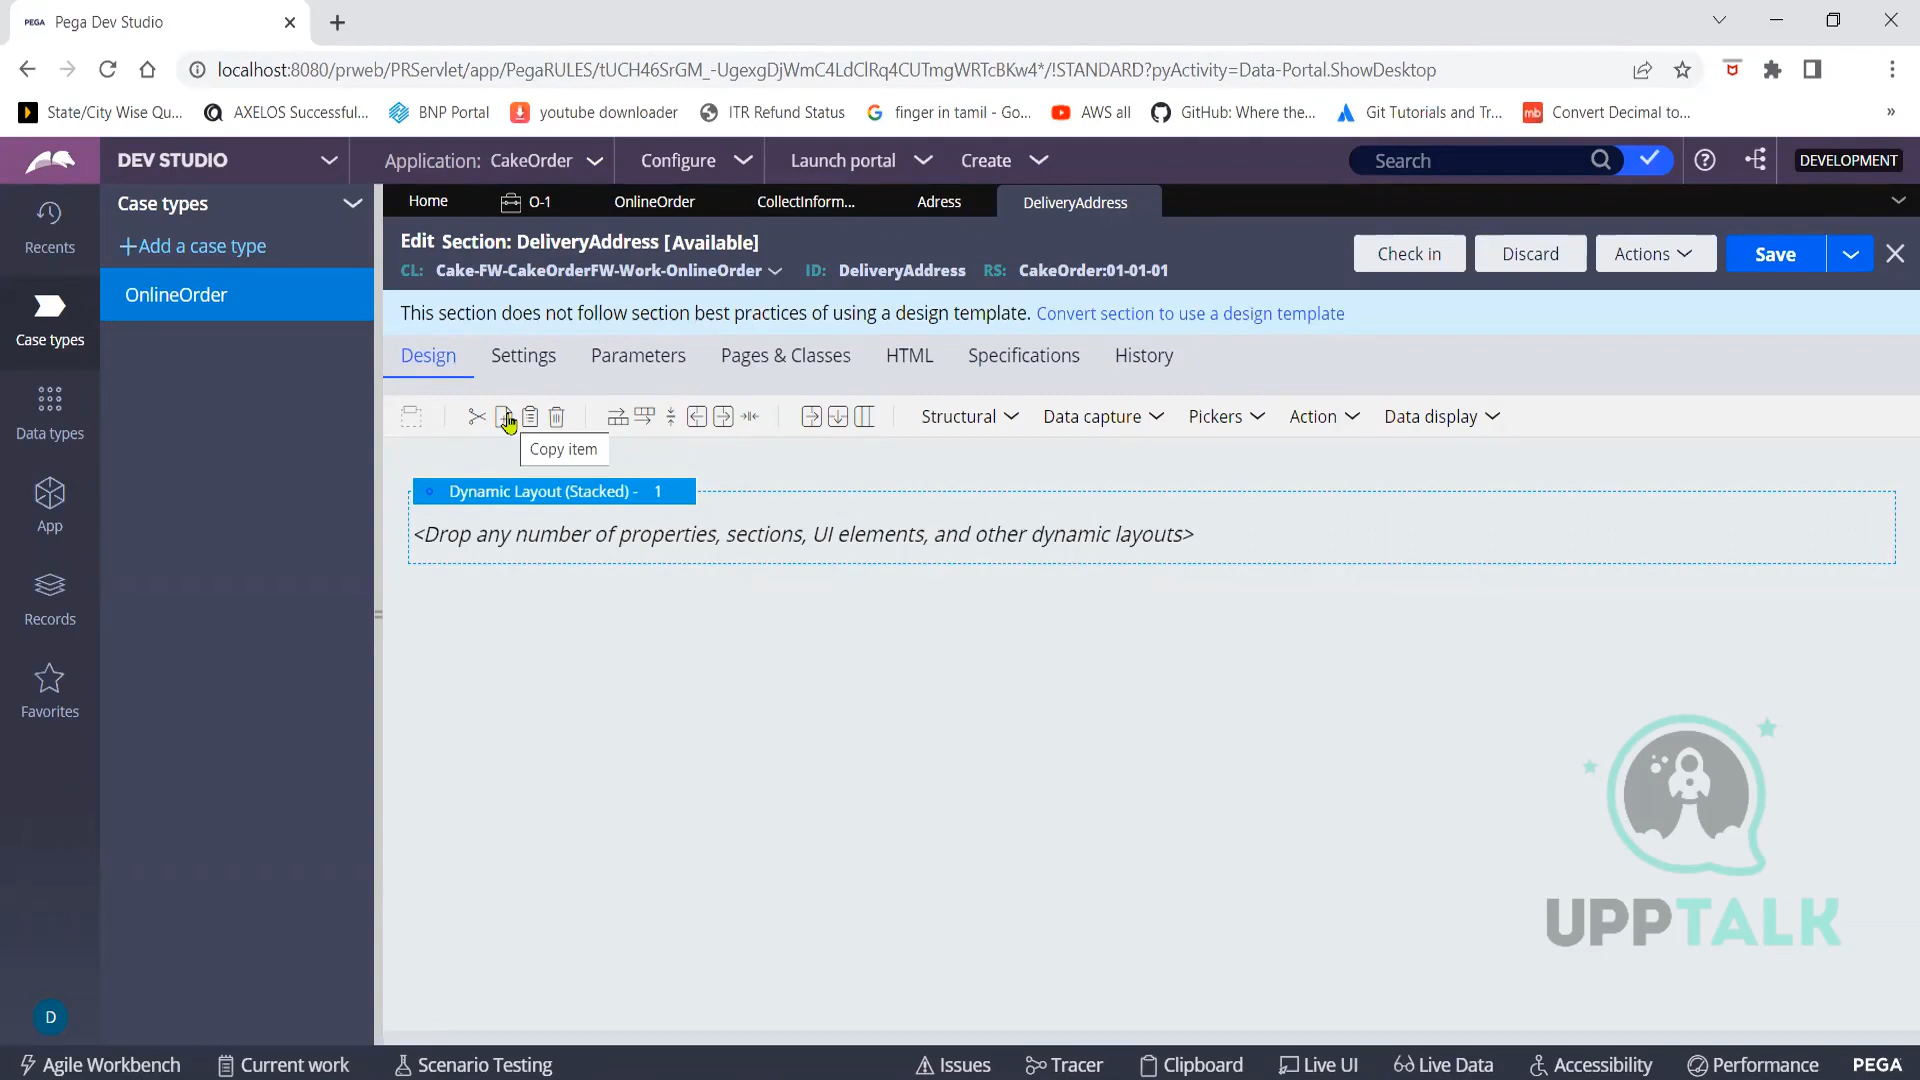 PEGA Pega Dev Studio
localhost:8080/prweb/PRServlet/app/PegaRULES/tUCH46SrGM_-UgexgDjWmC4LdClRq4CUTmgWRTcBKw4*/!STANDARD?pyActivity=Data-Portal.ShowDesktop
State/City Wise Qu... AXELOS Successful... BNP Portal youtube downloader ITR Refund Status finger in tamil - Go... AWS all GitHub: Where the... Git Tutorials and Tr... mb Convert Decimal to... »
DEV STUDIO Application: CakeOrder Configure Launch portal Create Search DEVELOPMENT
Recents
Case types
Data types
App
Records
Favorites
D
Case types
+Add a case type
OnlineOrder
Home O-1 OnlineOrder CollectInform... Adress DeliveryAddress
Edit Section: DeliveryAddress [Available]
CL: Cake-FW-CakeOrderFW-Work-OnlineOrder ID: DeliveryAddress RS: CakeOrder:01-01-01
Check in Discard Actions Save
This section does not follow section best practices of using a design template. Convert section to use a design template
Design Settings Parameters Pages & Classes HTML Specifications History
Structural Data capture Pickers Action Data display
Copy item
Dynamic Layout (Stacked) - 1
<Drop any number of properties, sections, UI elements, and other dynamic layouts>
UPPTALK
Agile Workbench Current work Scenario Testing Issues Tracer Clipboard Live UI Live Data Accessibility Performance PEGA